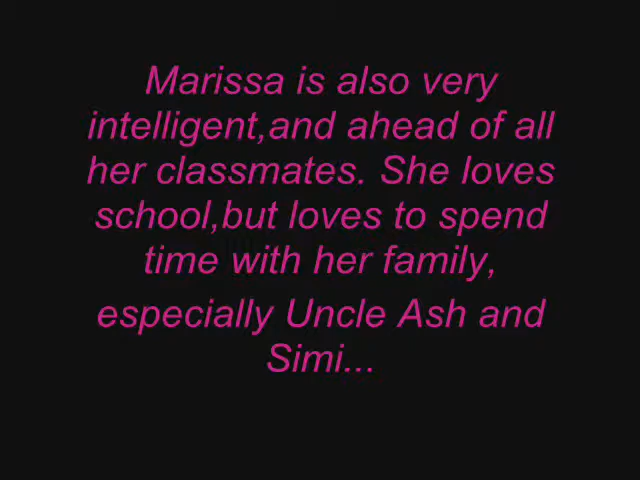 Marissa is also very
intelligent,and ahead of all
her classmates. She loves
school,but loves to spend
time with her family,
especially Uncle Ash and
Simi...